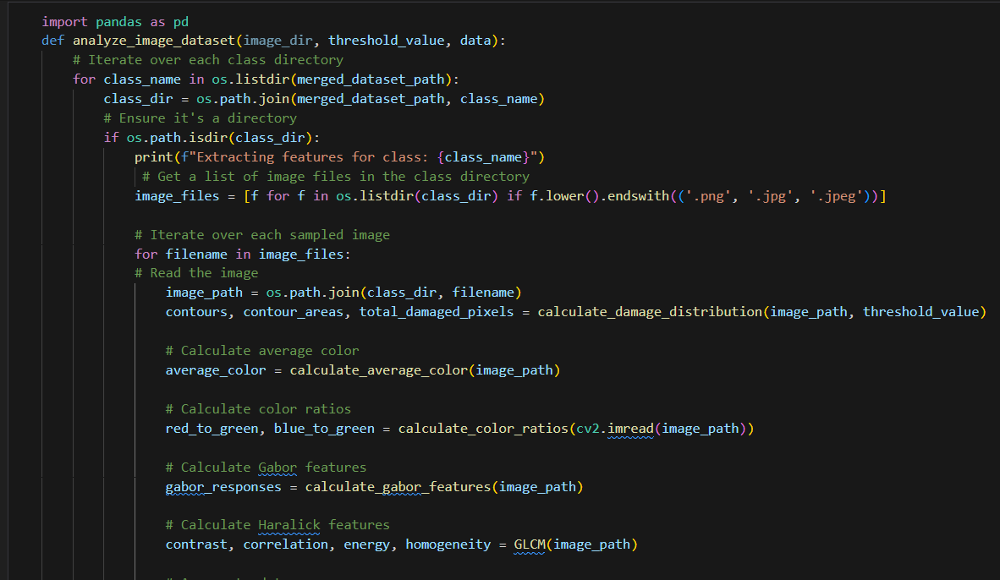 import pandas as pd
def analyze_image_dataset(image_dir, threshold_value, data):
    # Iterate over each class directory
    for class_name in os.listdir(merged_dataset_path):
        class_dir = os.path.join(merged_dataset_path, class_name)
        # Ensure it's a directory
        if os.path.isdir(class_dir):
            print(f"Extracting features for class: {class_name}")
             # Get a list of image files in the class directory
            image_files = [f for f in os.listdir(class_dir) if f.lower().endswith(('.png', '.jpg', '.jpeg'))]
            # Iterate over each sampled image
            for filename in image_files:
            # Read the image
                image_path = os.path.join(class_dir, filename)
                contours, contour_areas, total_damaged_pixels = calculate_damage_distribution(image_path, threshold_value)
                # Calculate average color
                average_color = calculate_average_color(image_path)
                # Calculate color ratios
                red_to_green, blue_to_green = calculate_color_ratios(cv2.imread(image_path))
                # Calculate Gabor features
                gabor_responses = calculate_gabor_features(image_path)
                # Calculate Haralick features
                contrast, correlation, energy, homogeneity = GLCM(image_path)